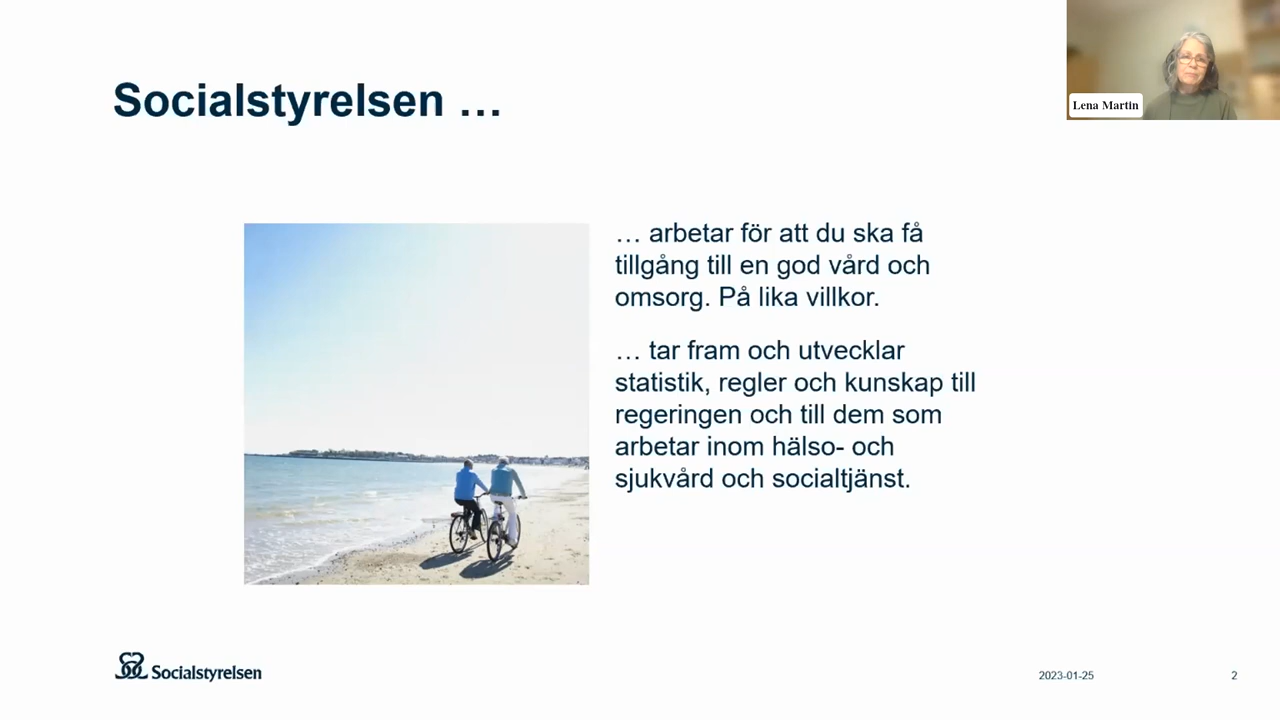 Socialstyrelsen …
Lena Martin
… arbetar för att du ska få
tillgång till en god vård och
omsorg. På lika villkor.
… tar fram och utvecklar
statistik, regler och kunskap till
regeringen och till dem som
arbetar inom hälso- och
sjukvård och socialtjänst.
Socialstyrelsen
2023-01-25
2